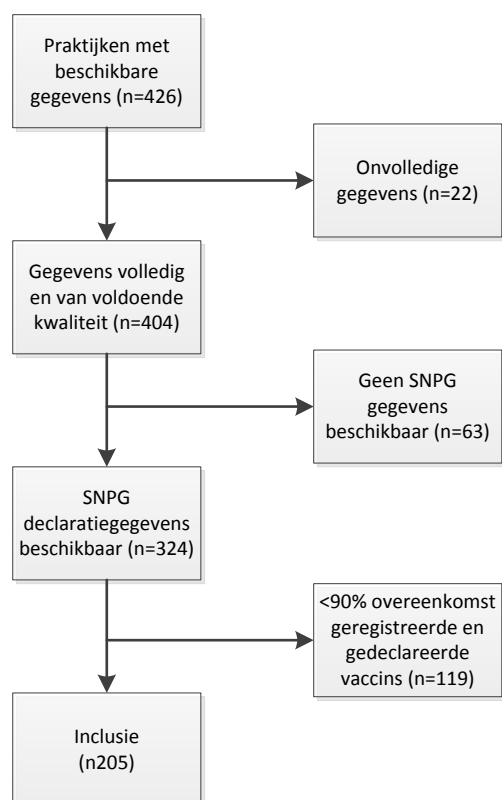 Praktijken met
beschikbare
gegevens (n=426)
Onvolledige
gegevens (n=22)
Gegevens volledig
en van voldoende
kwaliteit (n=404)
Geen SNPG
gegevens
beschikbaar (n=63)
SNPG
declaratiegegevens
beschikbaar (n=324)
<90% overeenkomst
geregistreerde en
gedeclareerde
vaccins (n=119)
Inclusie
(n205)